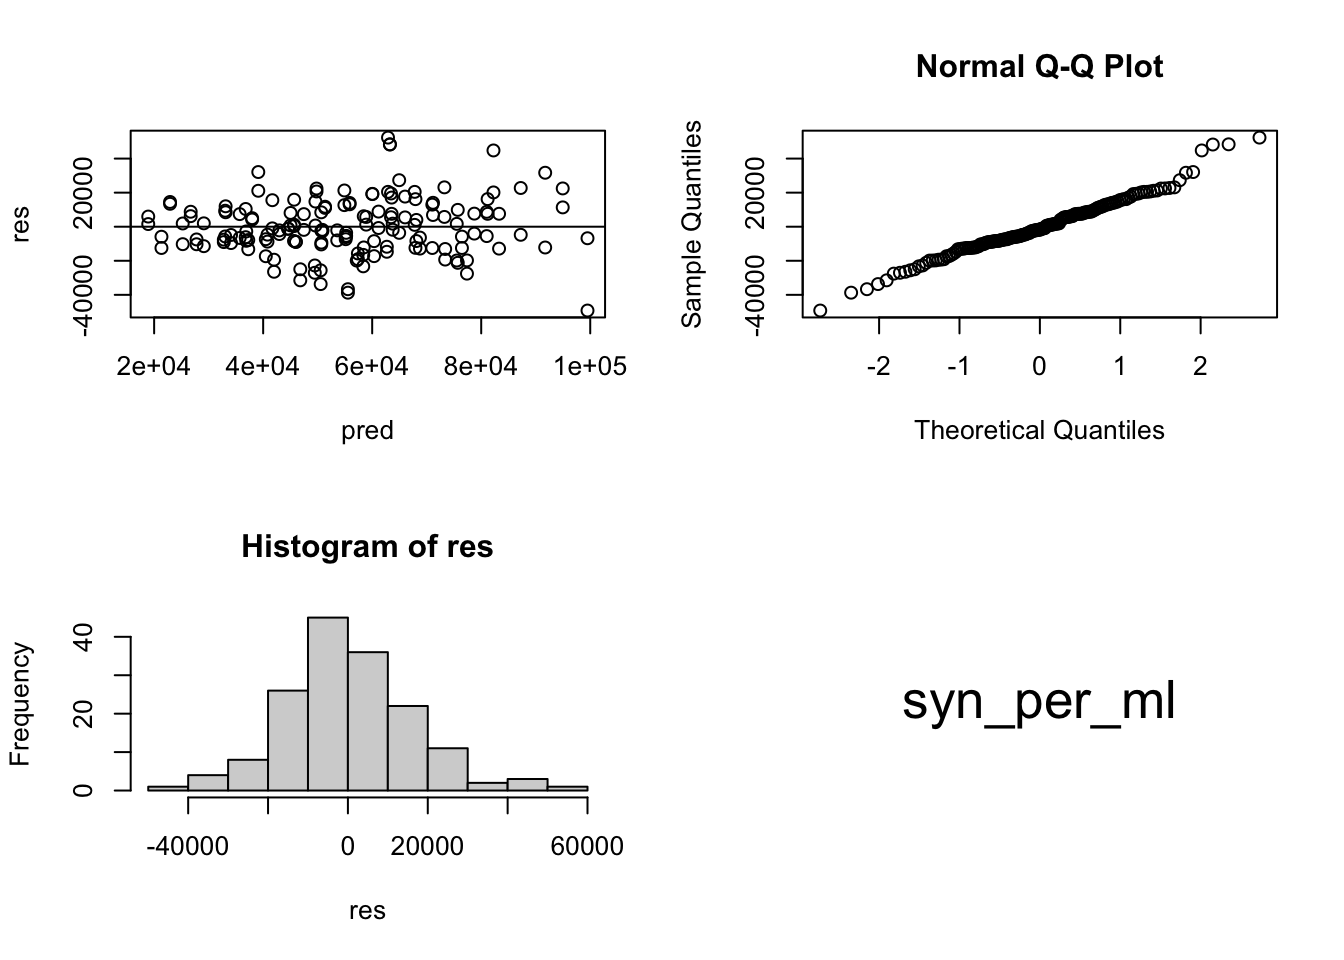 res
20000
-40000
2e+04 4e+04 6e+04 8e+04 1e+05
pred
Normal Q-Q Plot
Sample Quantiles
20000
-40000
-2 -1 0 1 2
Theoretical Quantiles
Histogram of res
Frequency
40
20
0
-40000 0 20000 60000
res
syn_per_ml